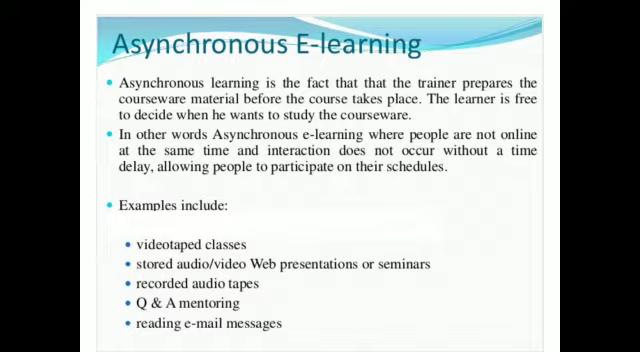 Asynchronous E-learning
• Asynchronous learning is the fact that that the trainer prepares the
courseware material before the course takes place. The learner is free
to decide when he wants to study the courseware.
• In other words Asynchronous e-learning where people are not online
at the same time and interaction does not occur without a time
delay, allowing people to participate on their schedules.
• Examples include:
• videotaped classes
• stored audio/video Web presentations or seminars
• recorded audio tapes
• Q & A mentoring
• reading e-mail messages